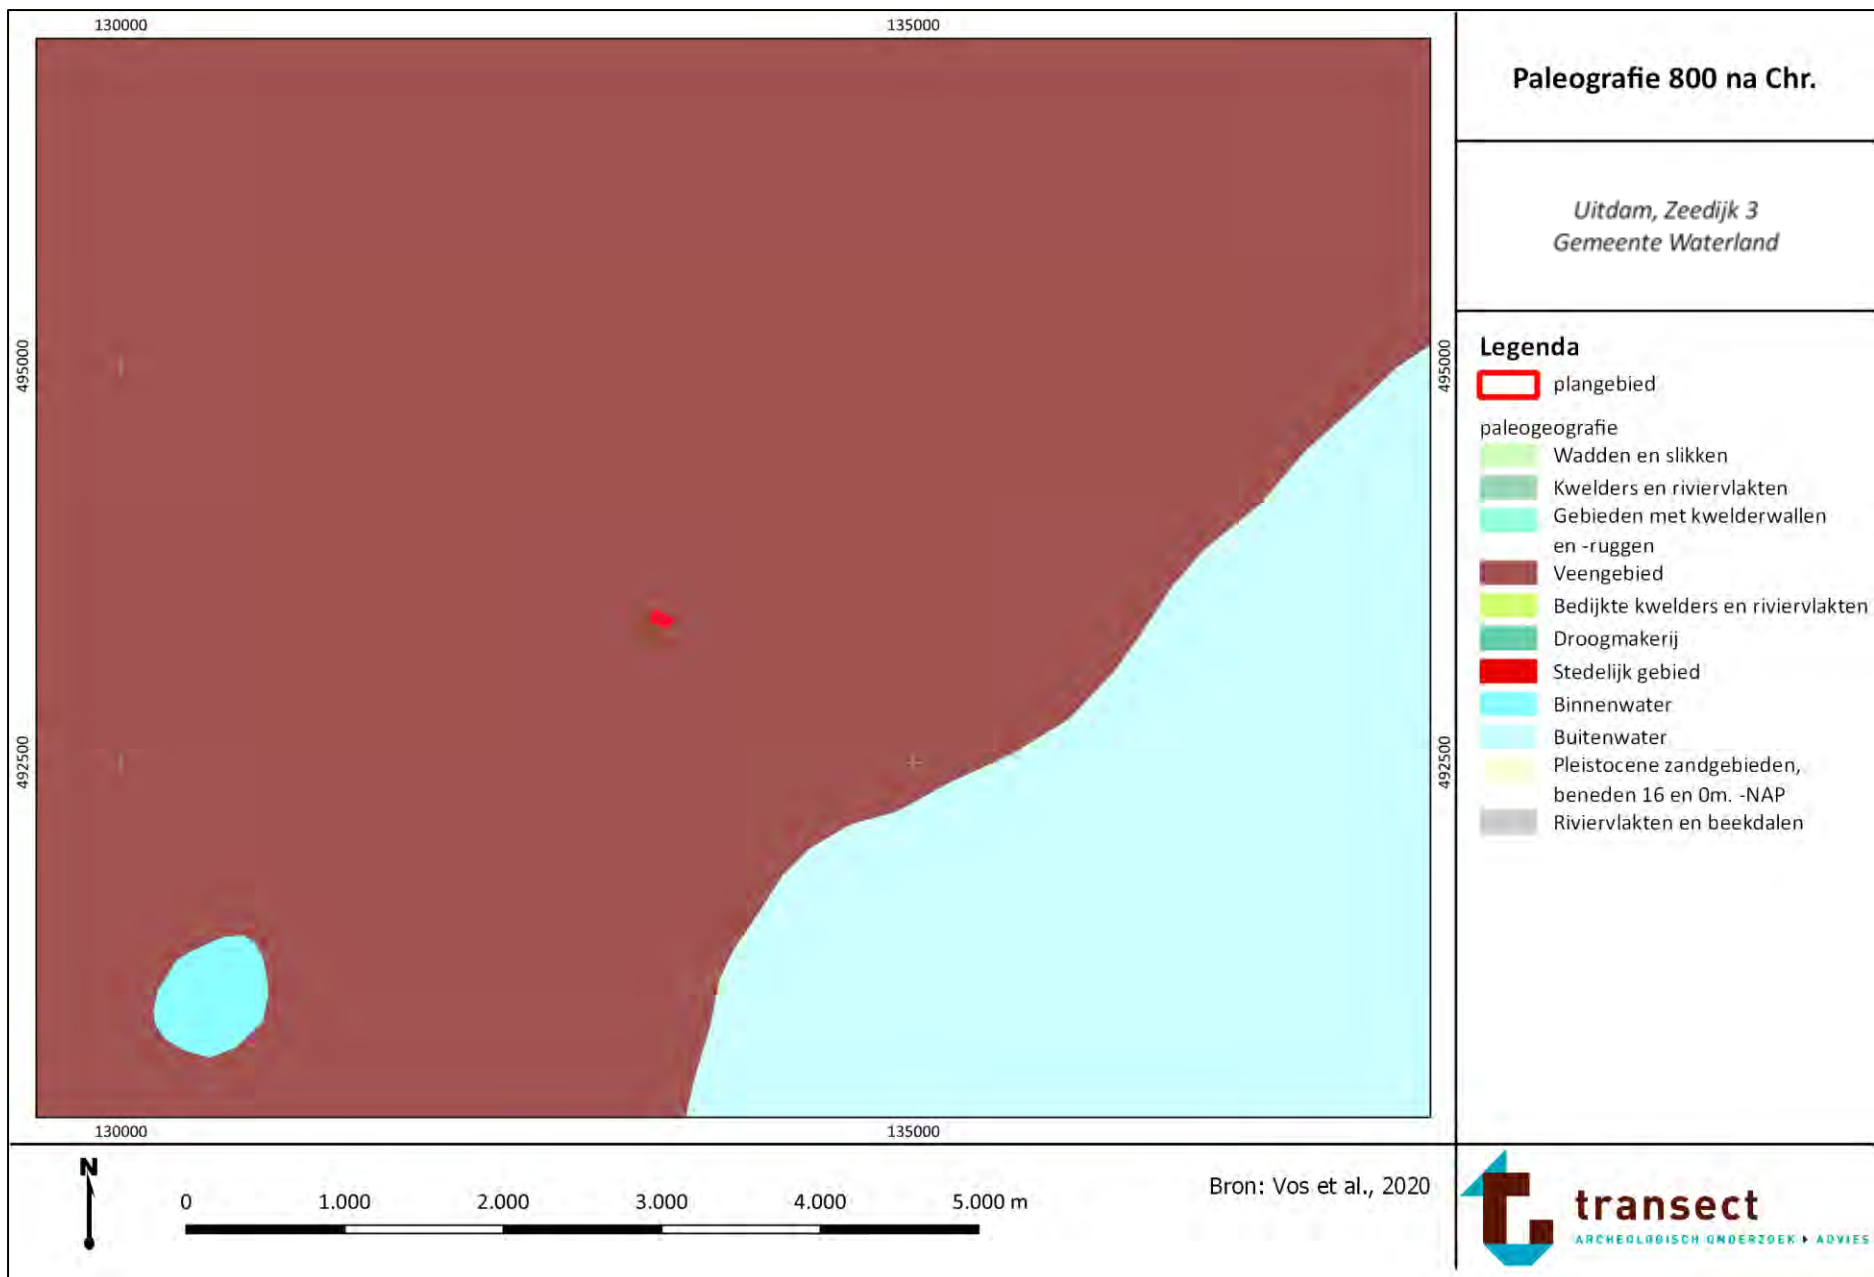 130000
135000
Paleografie 800 na Chr.
Uitdam, Zeedijk 3
Gemeente Waterland
495000
495000
492500
492500
Legenda
plangebied
paleogeografie
Wadden en slikken
Kwelders en riviervlakten
Gebieden met kwelderwallen
en -ruggen
Veengebied
Bedijkte kwelders en riviervlakten
Droogmakerij
Stedelijk gebied
Binnenwater
Buitenwater
Pleistocene zandgebieden,
beneden 16 en 0m. -NAP
Riviervlakten en beekdalen
130000
135000
N
0 1.000 2.000 3.000 4.000 5.000 m
Bron: Vos et al., 2020
transect
ARCHEOLOGISCH ONDERZOEK ▸ ADVIES